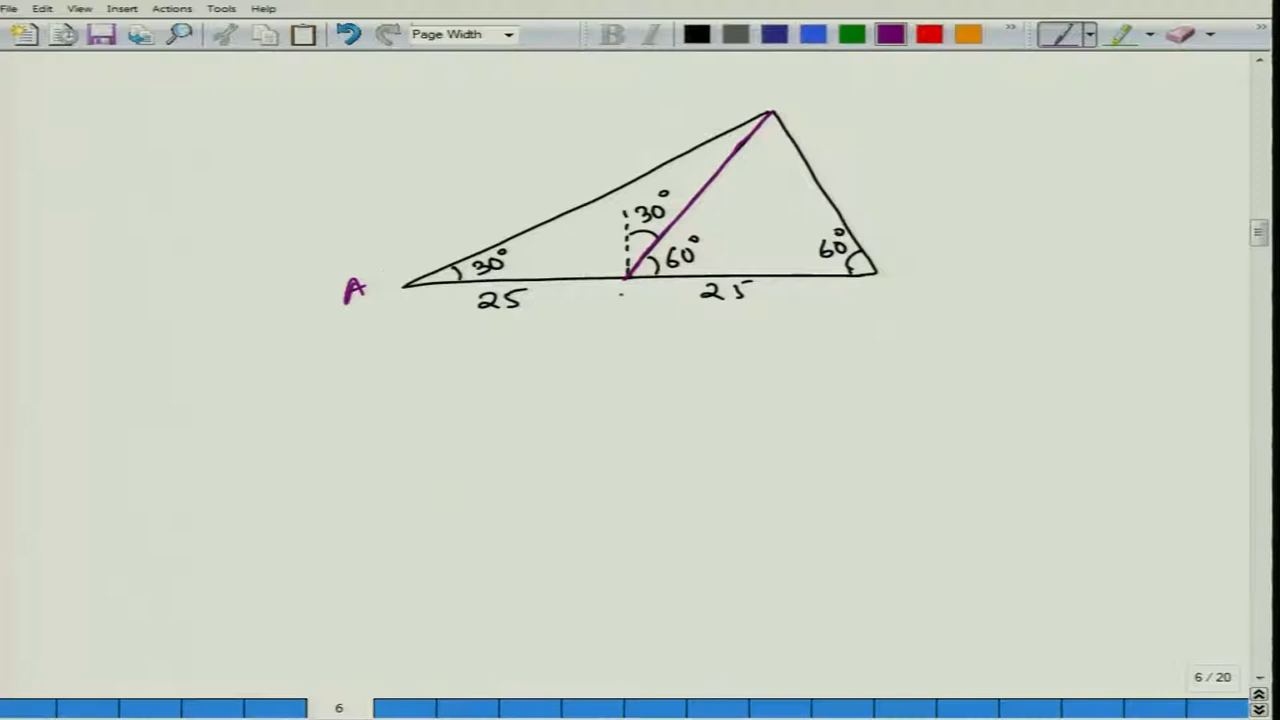 File Edit View Insert Actions Tools Help
Page Width
B I
30°
30° 60° 60°
A
25 25
6 / 20
6